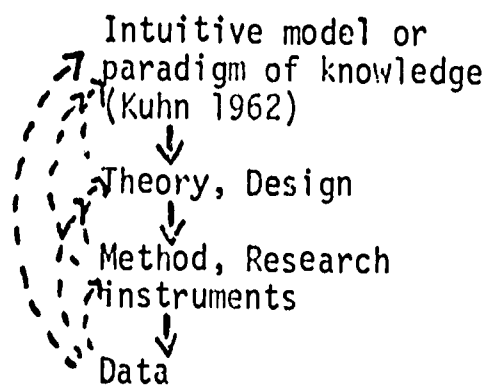 Intuitive model or
paradigm of knowledge
(Kuhn 1962)
Theory, Design
Method, Research
instruments
Data